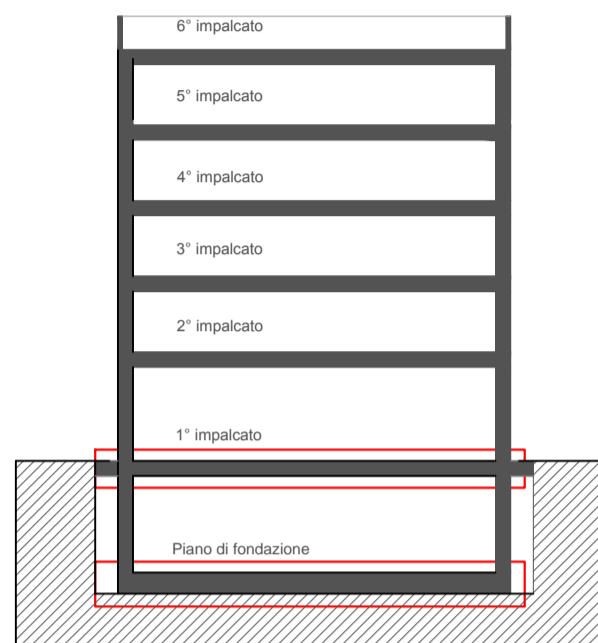 6° impalcato
5° impalcato
4° impalcato
3° impalcato
2° impalcato
1° impalcato
Piano di fondazione